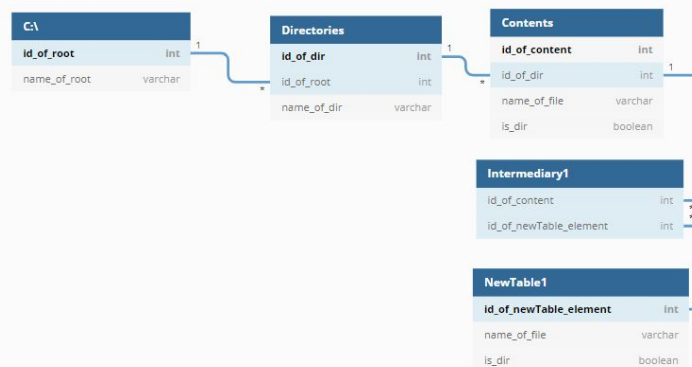 C:\
id_of_root int
name_of_root varchar
1
*
Directories
id_of_dir int
id_of_root int
name_of_dir varchar
1
*
Contents
id_of_content int
id_of_dir int
name_of_file varchar
is_dir boolean
1
Intermediary1
id_of_content int
id_of_newTable_element int
*
*
NewTable1
id_of_newTable_element int
name_of_file varchar
is_dir boolean